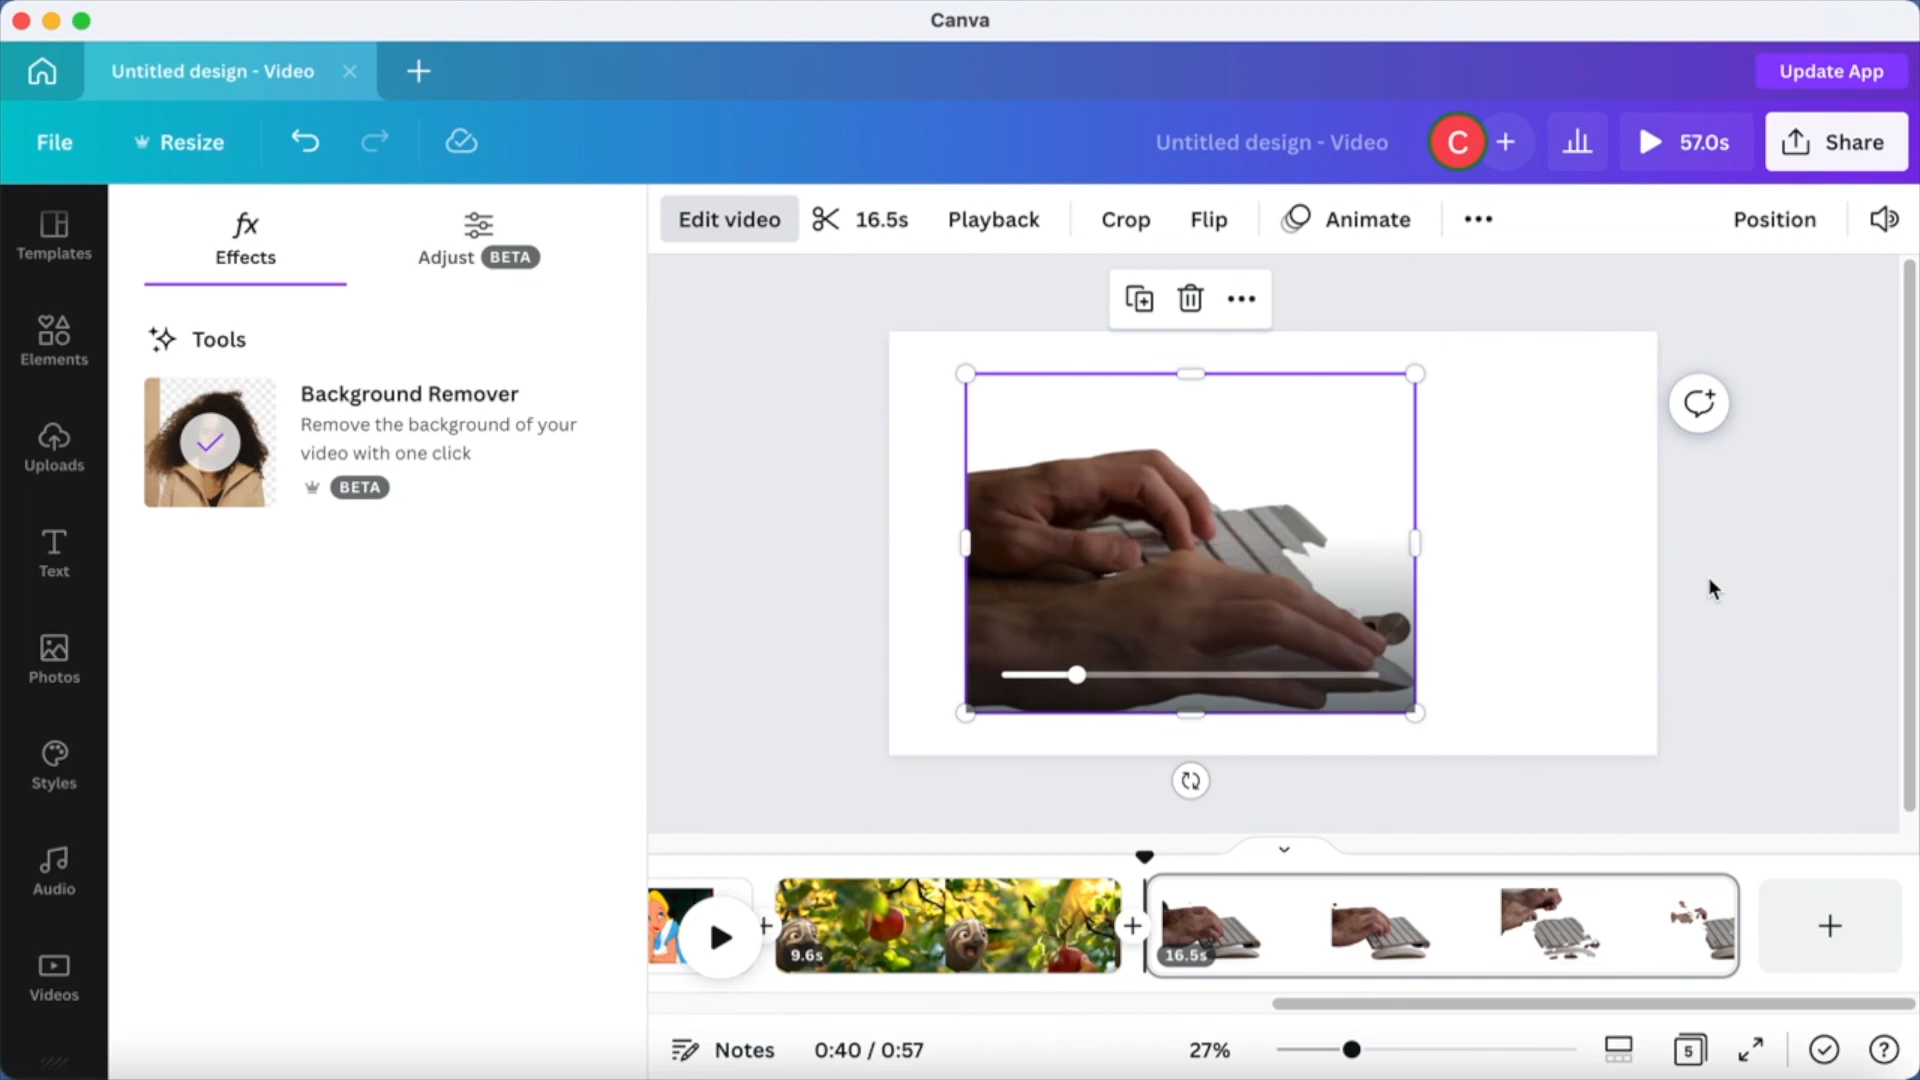 Canva
Untitled design - Video
Update App
File
Resize
Untitled design - Video
C
57.0s
Share
Templates
Elements
Uploads
Text
Photos
Styles
Audio
Videos
fx
Effects
Adjust BETA
Tools
Background Remover
Remove the background of your
video with one click
BETA
Edit video
16.5s
Playback
Crop
Flip
Animate
Position
9.6s
16.5s
Notes
0:40 / 0:57
27%
5